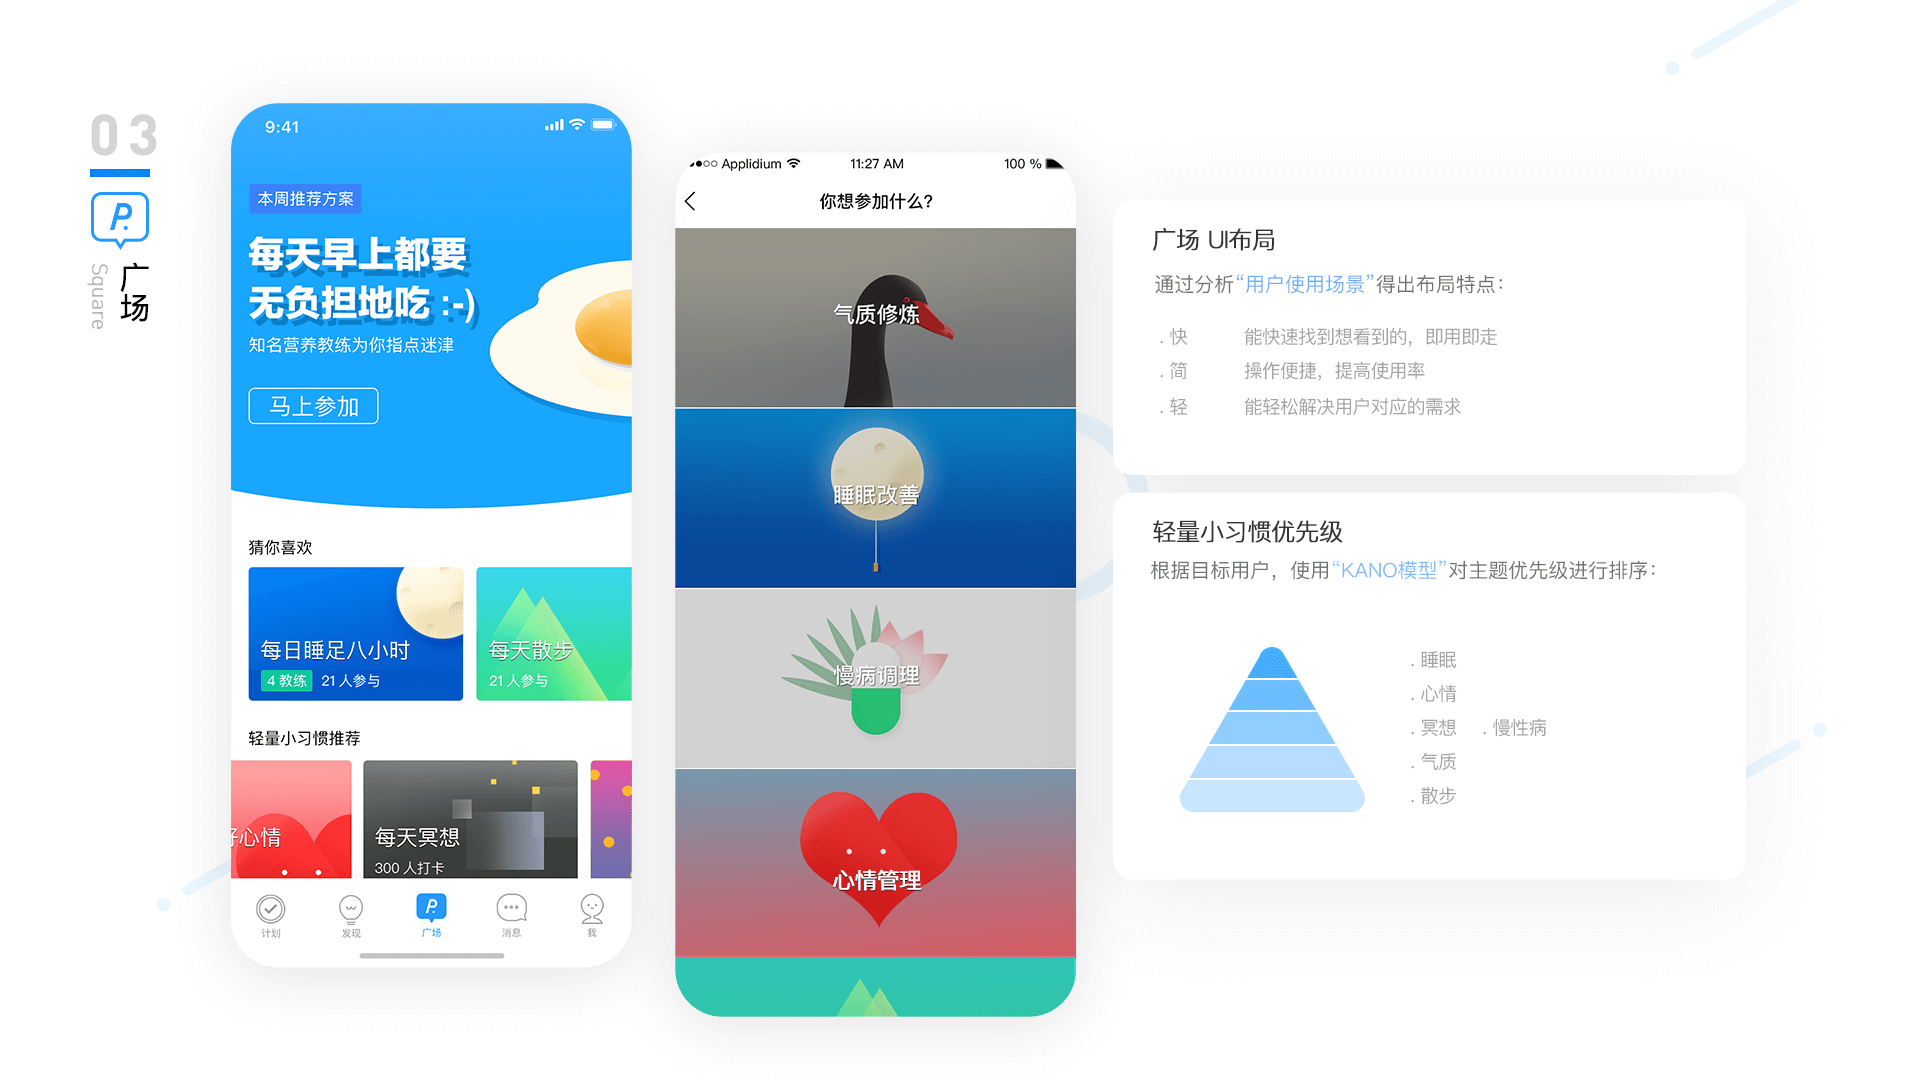 03
P.
广场
Square
9:41
本周推荐方案
每天早上都要
无负担地吃 :-)
知名营养教练为你指点迷津
马上参加
猜你喜欢
每日睡足八小时
4 教练 21 人参与
每天散步
21 人参与
轻量小习惯推荐
好心情
每天冥想
300 人打卡
计划
发现
P.
广场
消息
我
Applidium 11:27 AM 100 %
你想参加什么?
气质修炼
睡眠改善
慢病调理
心情管理
广场 UI布局
通过分析“用户使用场景”得出布局特点：
. 快 能快速找到想看到的，即用即走
. 简 操作便捷，提高使用率
. 轻 能轻松解决用户对应的需求
轻量小习惯优先级
根据目标用户，使用“KANO模型”对主题优先级进行排序：
. 睡眠
. 心情
. 冥想 . 慢性病
. 气质
. 散步